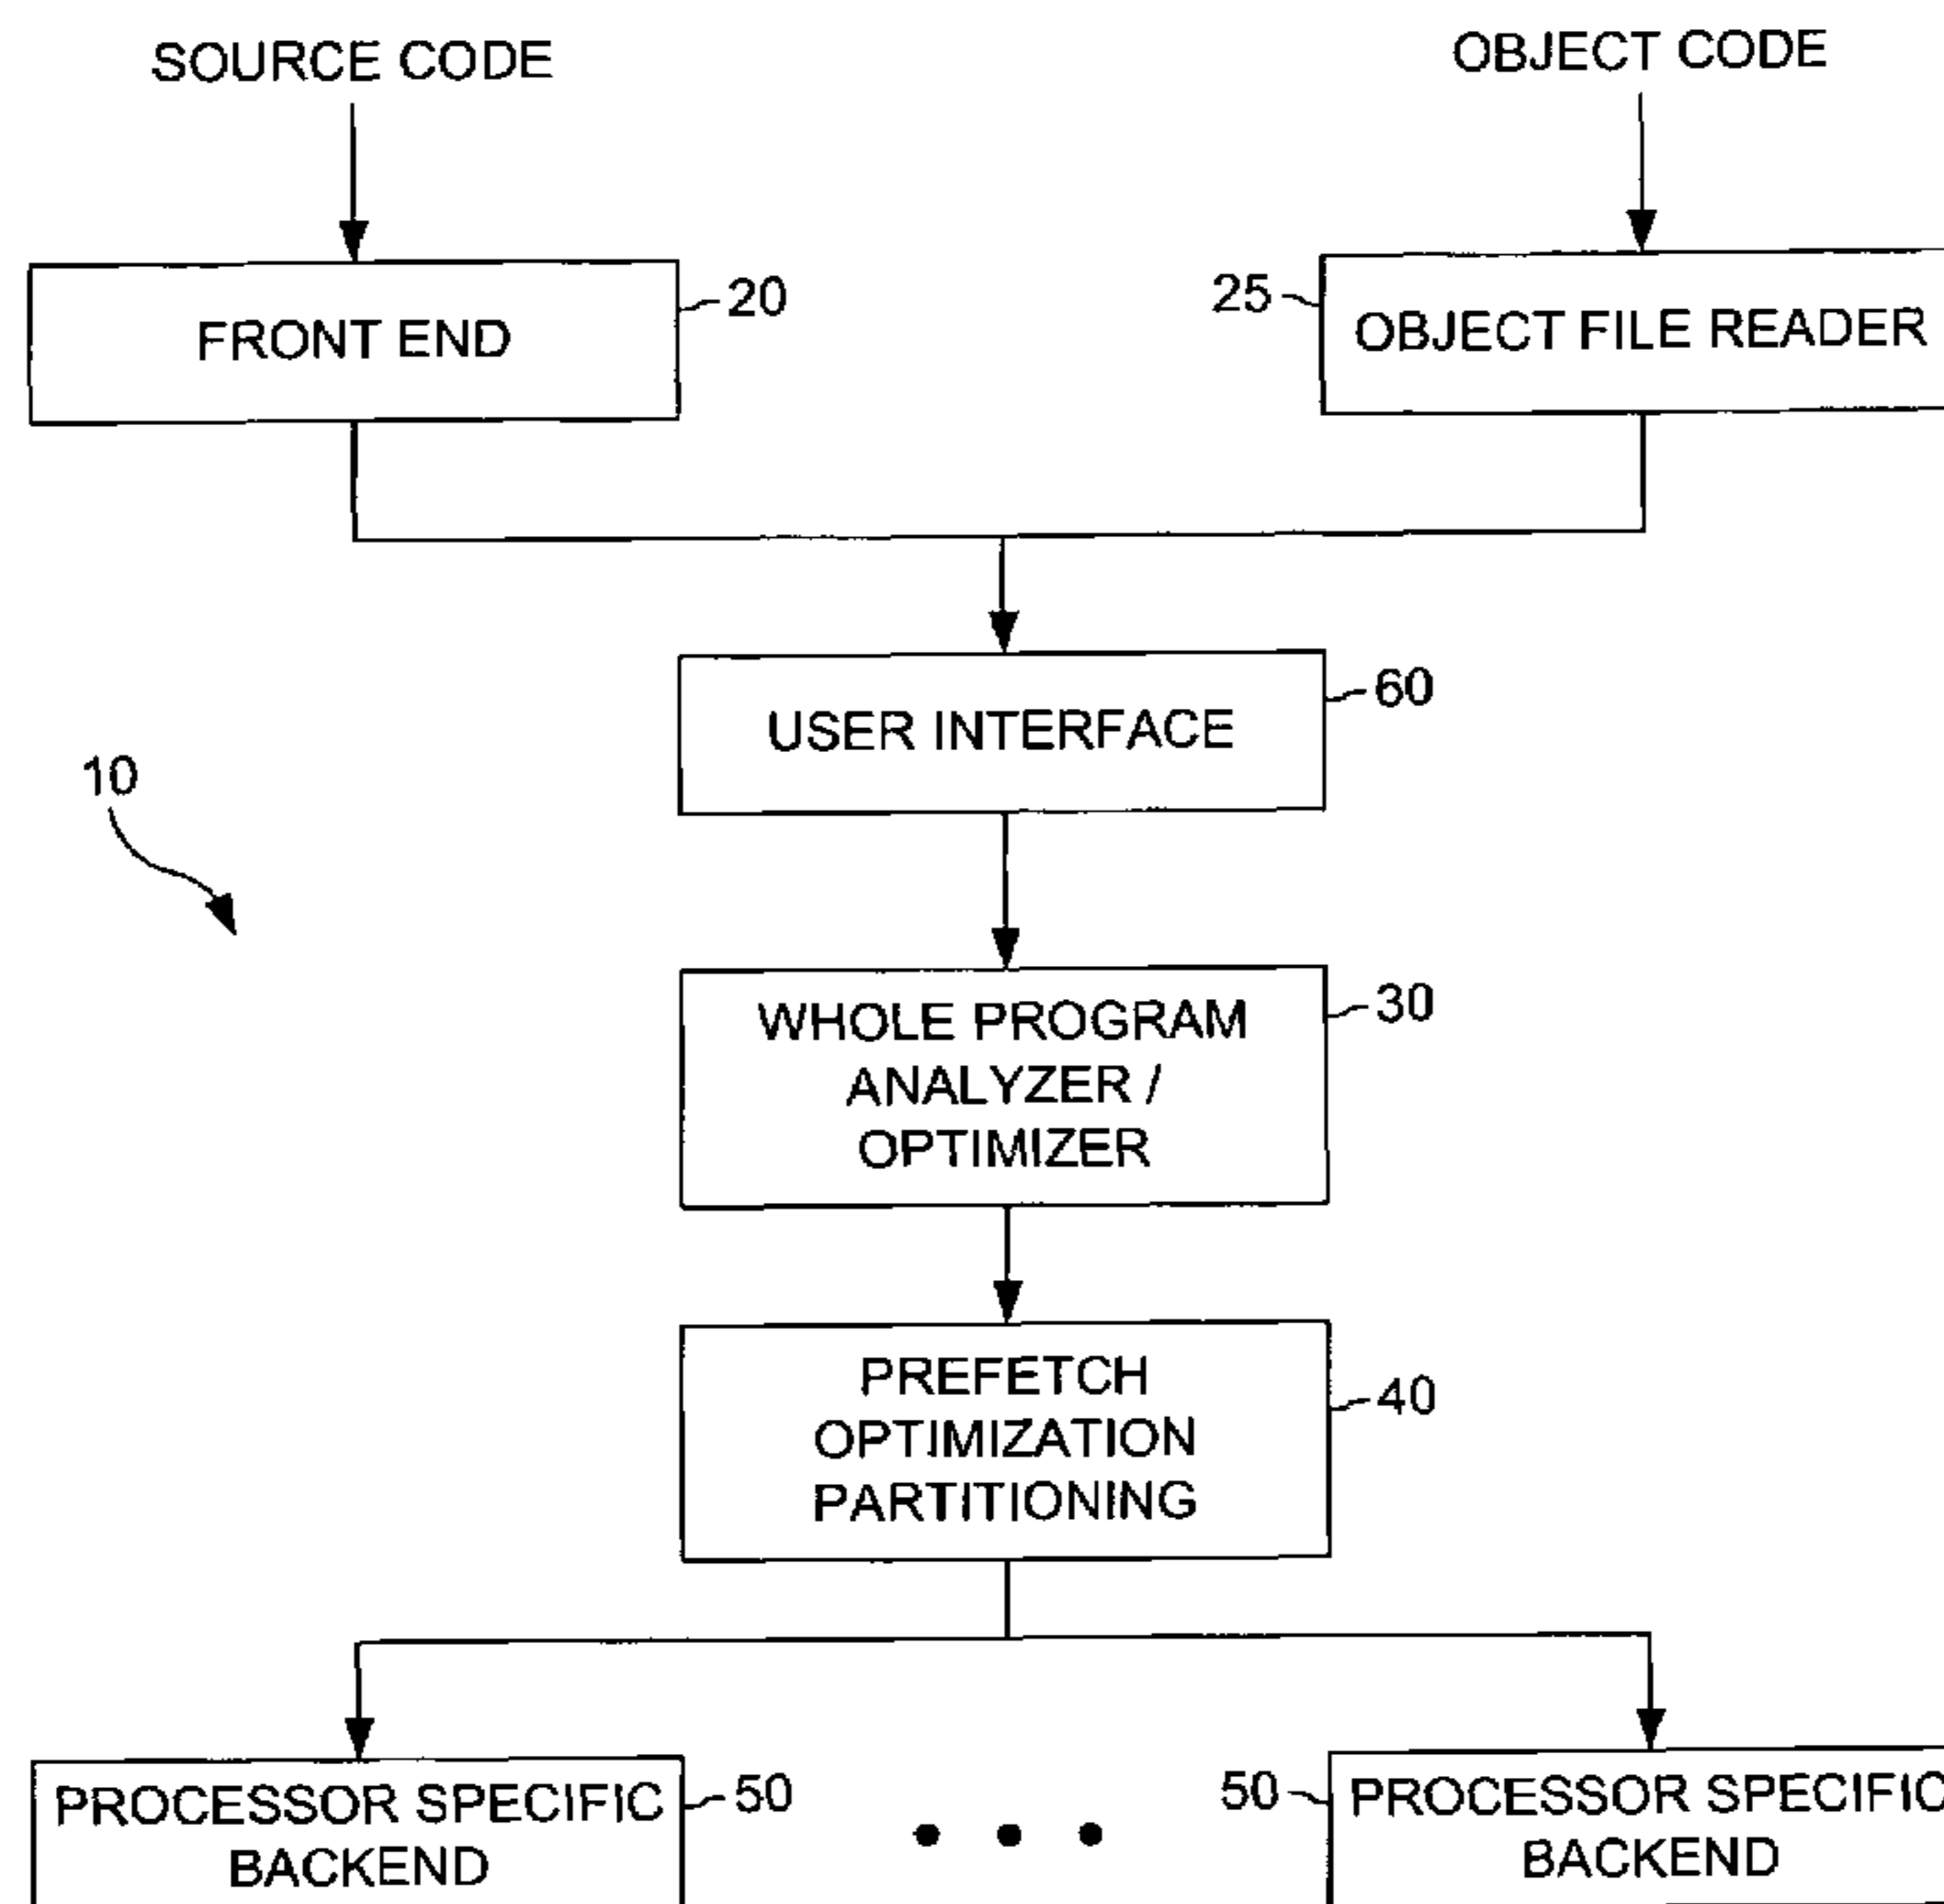 SOURCE CODE
OBJECT CODE
FRONT END
20
25
OBJECT FILE READER
USER INTERFACE
60
10
WHOLE PROGRAM
ANALYZER /
OPTIMIZER
30
PREFETCH
OPTIMIZATION
PARTITIONING
40
PROCESSOR SPECIFIC
BACKEND
50
50
PROCESSOR SPECIFIC
BACKEND